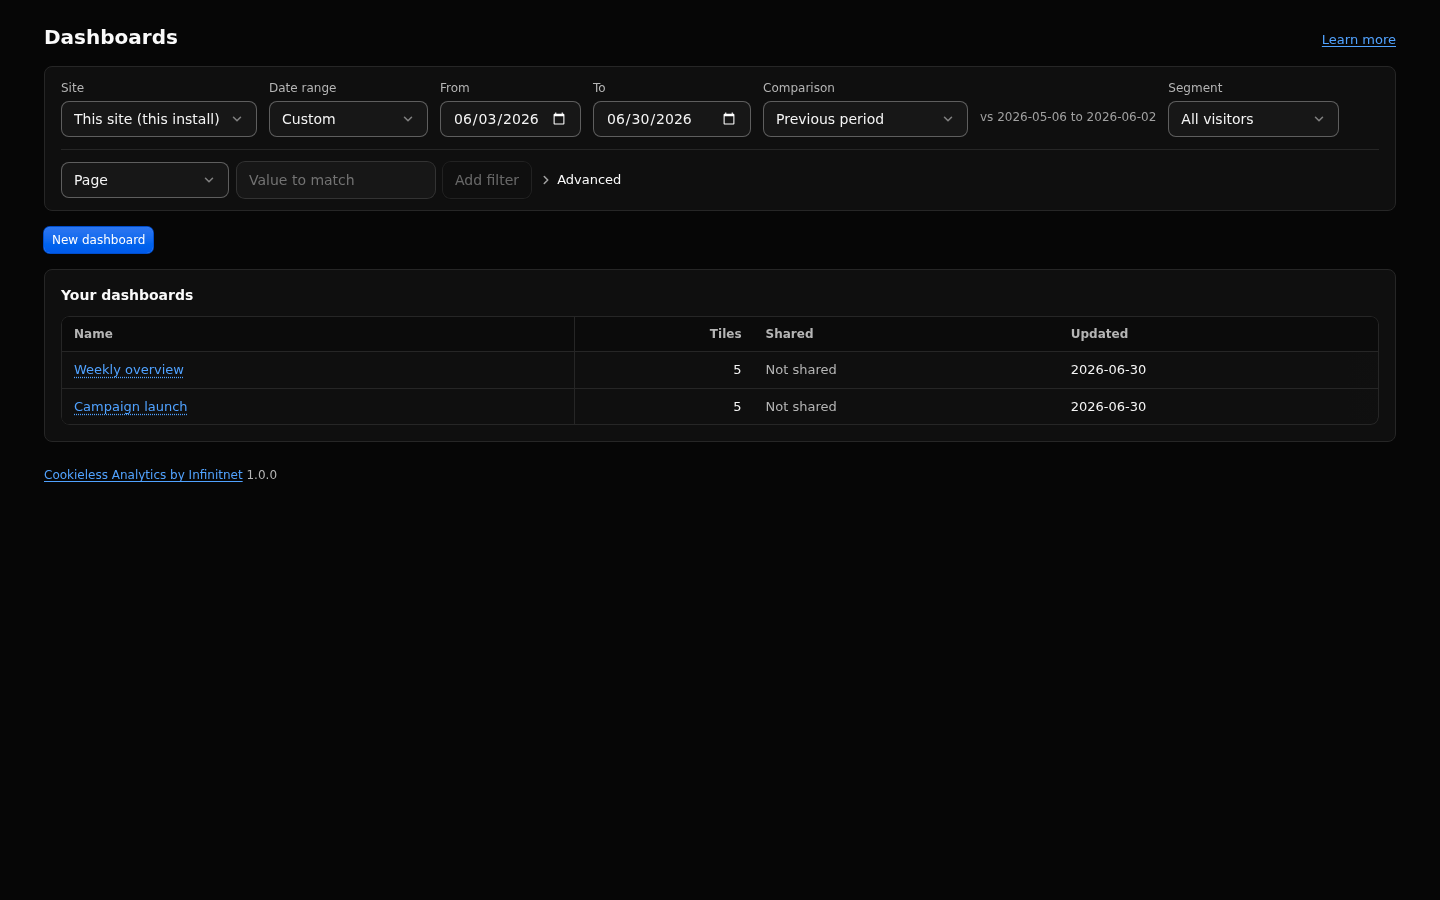 Dashboards
Learn more
Site
Date range
From
To
Comparison
Segment
This site (this install)
Custom
06/03/2026
06/30/2026
Previous period
vs 2026-05-06 to 2026-06-02
All visitors
Page
Value to match
Add filter
Advanced
New dashboard
Your dashboards
Name Tiles Shared Updated
Weekly overview 5 Not shared 2026-06-30
Campaign launch 5 Not shared 2026-06-30
Cookieless Analytics by Infinitnet 1.0.0